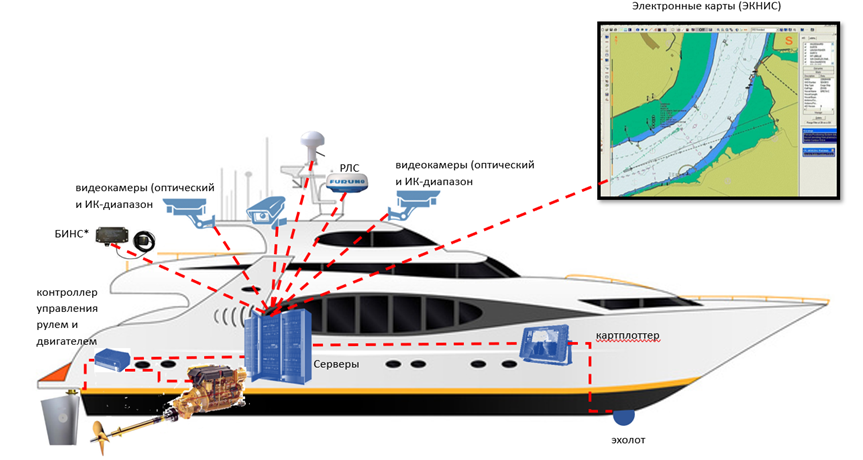 Электронные карты (ЭКНИС)
S
РЛС
FURUNO
видеокамеры (оптический
и ИК-диапазон
видеокамеры (оптический
и ИК-диапазон
БИНС*
контроллер
управления
рулем и
двигателем
картплоттер
Серверы
эхолот